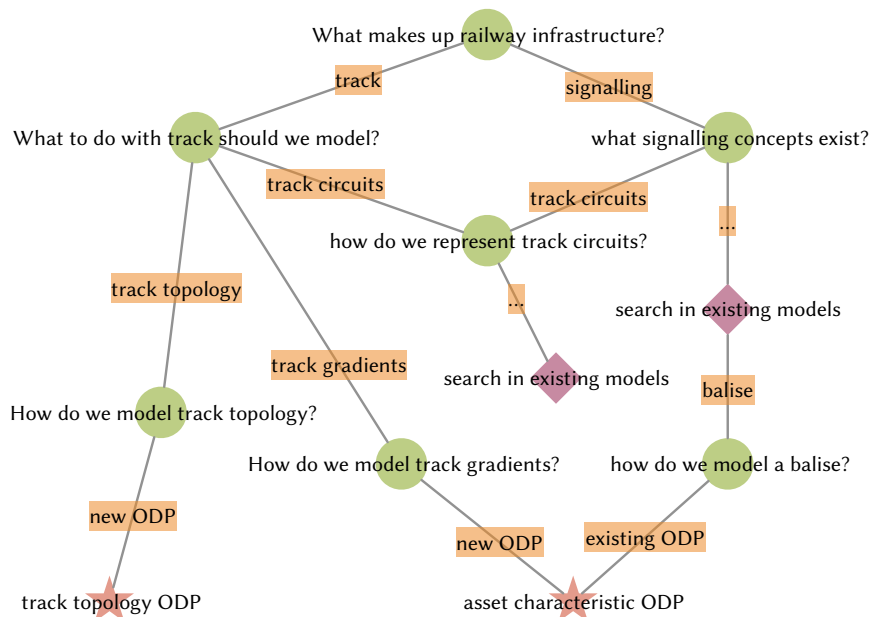 What makes up railway infrastructure?
track
signalling
What to do with track should we model?
what signalling concepts exist?
track circuits
track circuits
...
how do we represent track circuits?
track topology
...
search in existing models
track gradients
search in existing models
balise
How do we model track topology?
How do we model track gradients?
how do we model a balise?
new ODP
new ODP
existing ODP
track topology ODP
asset characteristic ODP